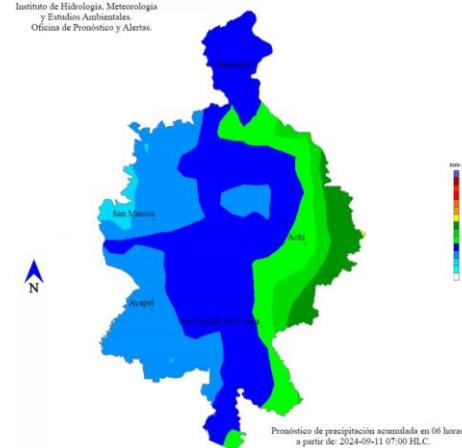 Instituto de Hidrología, Meteorología
y Estudios Ambientales.
Oficina de Pronóstico y Alertas.
San Marcos
Achí
Ayapel
N
Pronóstico de precipitación acumulada en 06 horas
a partir de: 2024-09-11 07:00 HLC.